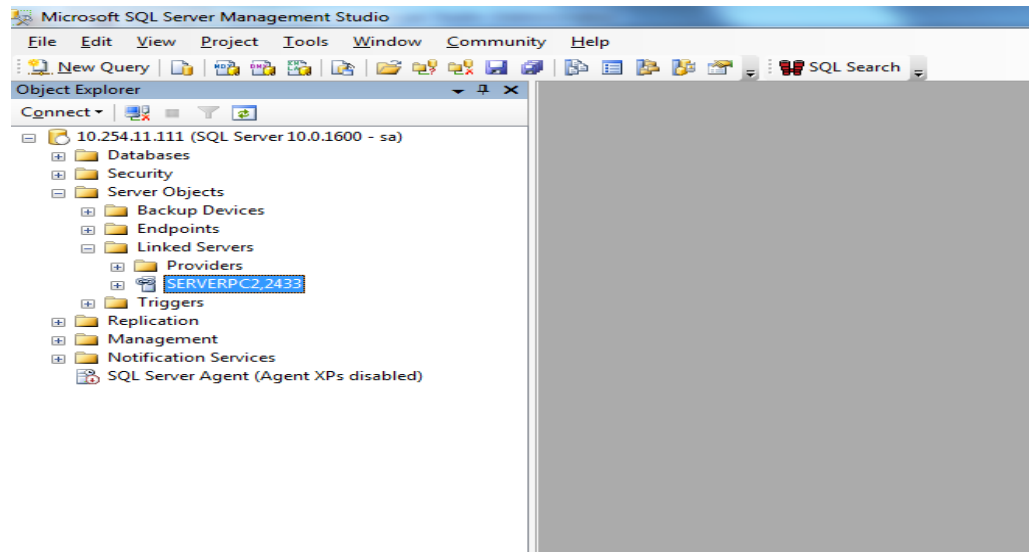 Microsoft SQL Server Management Studio
File Edit View Project Tools Window Community Help
New Query SQL Search
Object Explorer
Connect
10.254.11.111 (SQL Server 10.0.1600 - sa)
Databases
Security
Server Objects
Backup Devices
Endpoints
Linked Servers
Providers
SERVERPC2,2433
Triggers
Replication
Management
Notification Services
SQL Server Agent (Agent XPs disabled)